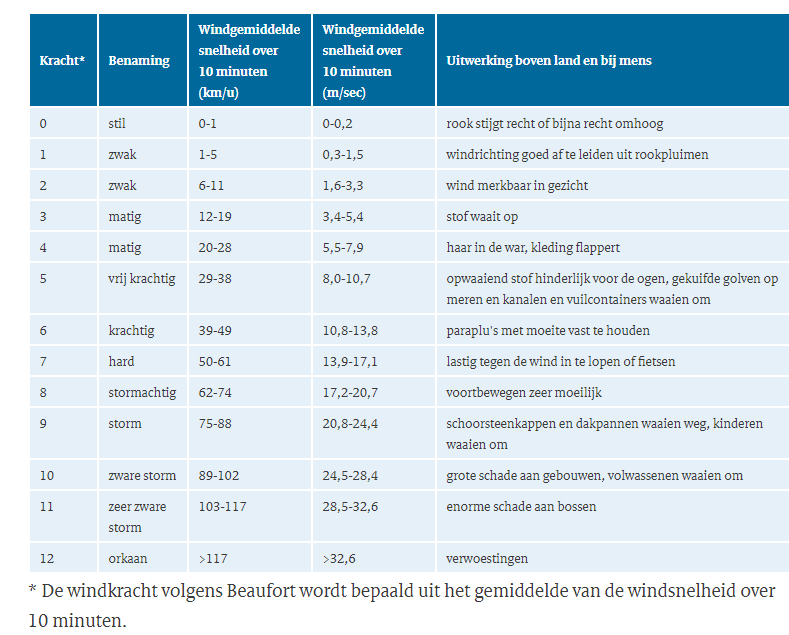 Kracht* Benaming Windgemiddelde snelheid over 10 minuten (km/u) Windgemiddelde snelheid over 10 minuten (m/sec) Uitwerking boven land en bij mens
0 stil 0-1 0-0,2 rook stijgt recht of bijna recht omhoog
1 zwak 1-5 0,3-1,5 windrichting goed af te leiden uit rookpluimen
2 zwak 6-11 1,6-3,3 wind merkbaar in gezicht
3 matig 12-19 3,4-5,4 stof waait op
4 matig 20-28 5,5-7,9 haar in de war, kleding flappert
5 vrij krachtig 29-38 8,0-10,7 opwaaiend stof hinderlijk voor de ogen, gekuifde golven op
meren en kanalen en vuilcontainers waaien om
6 krachtig 39-49 10,8-13,8 paraplu's met moeite vast te houden
7 hard 50-61 13,9-17,1 lastig tegen de wind in te lopen of fietsen
8 stormachtig 62-74 17,2-20,7 voortbewegen zeer moeilijk
9 storm 75-88 20,8-24,4 schoorsteenkappen en dakpannen waaien weg, kinderen
waaien om
10 zware storm 89-102 24,5-28,4 grote schade aan gebouwen, volwassenen waaien om
11 zeer zware storm 103-117 28,5-32,6 enorme schade aan bossen
12 orkaan >117 >32,6 verwoestingen
* De windkracht volgens Beaufort wordt bepaald uit het gemiddelde van de windsnelheid over
10 minuten.